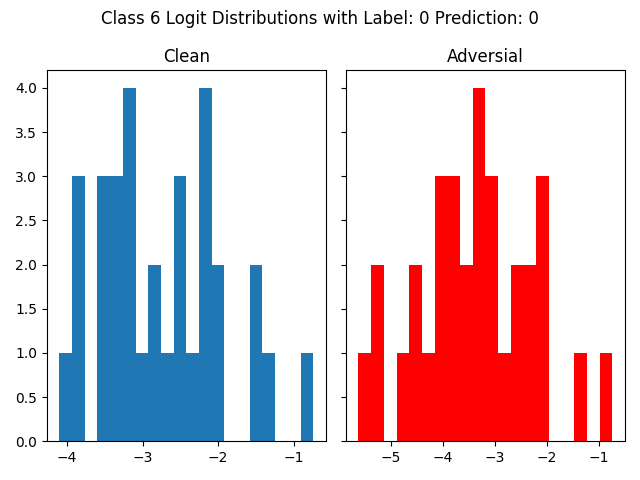 Class 6 Logit Distributions with Label: 0 Prediction: 0
Clean
Adversial
4.0
3.5
3.0
2.5
2.0
1.5
1.0
0.5
0.0
−4 −3 −2 −1
−5 −4 −3 −2 −1